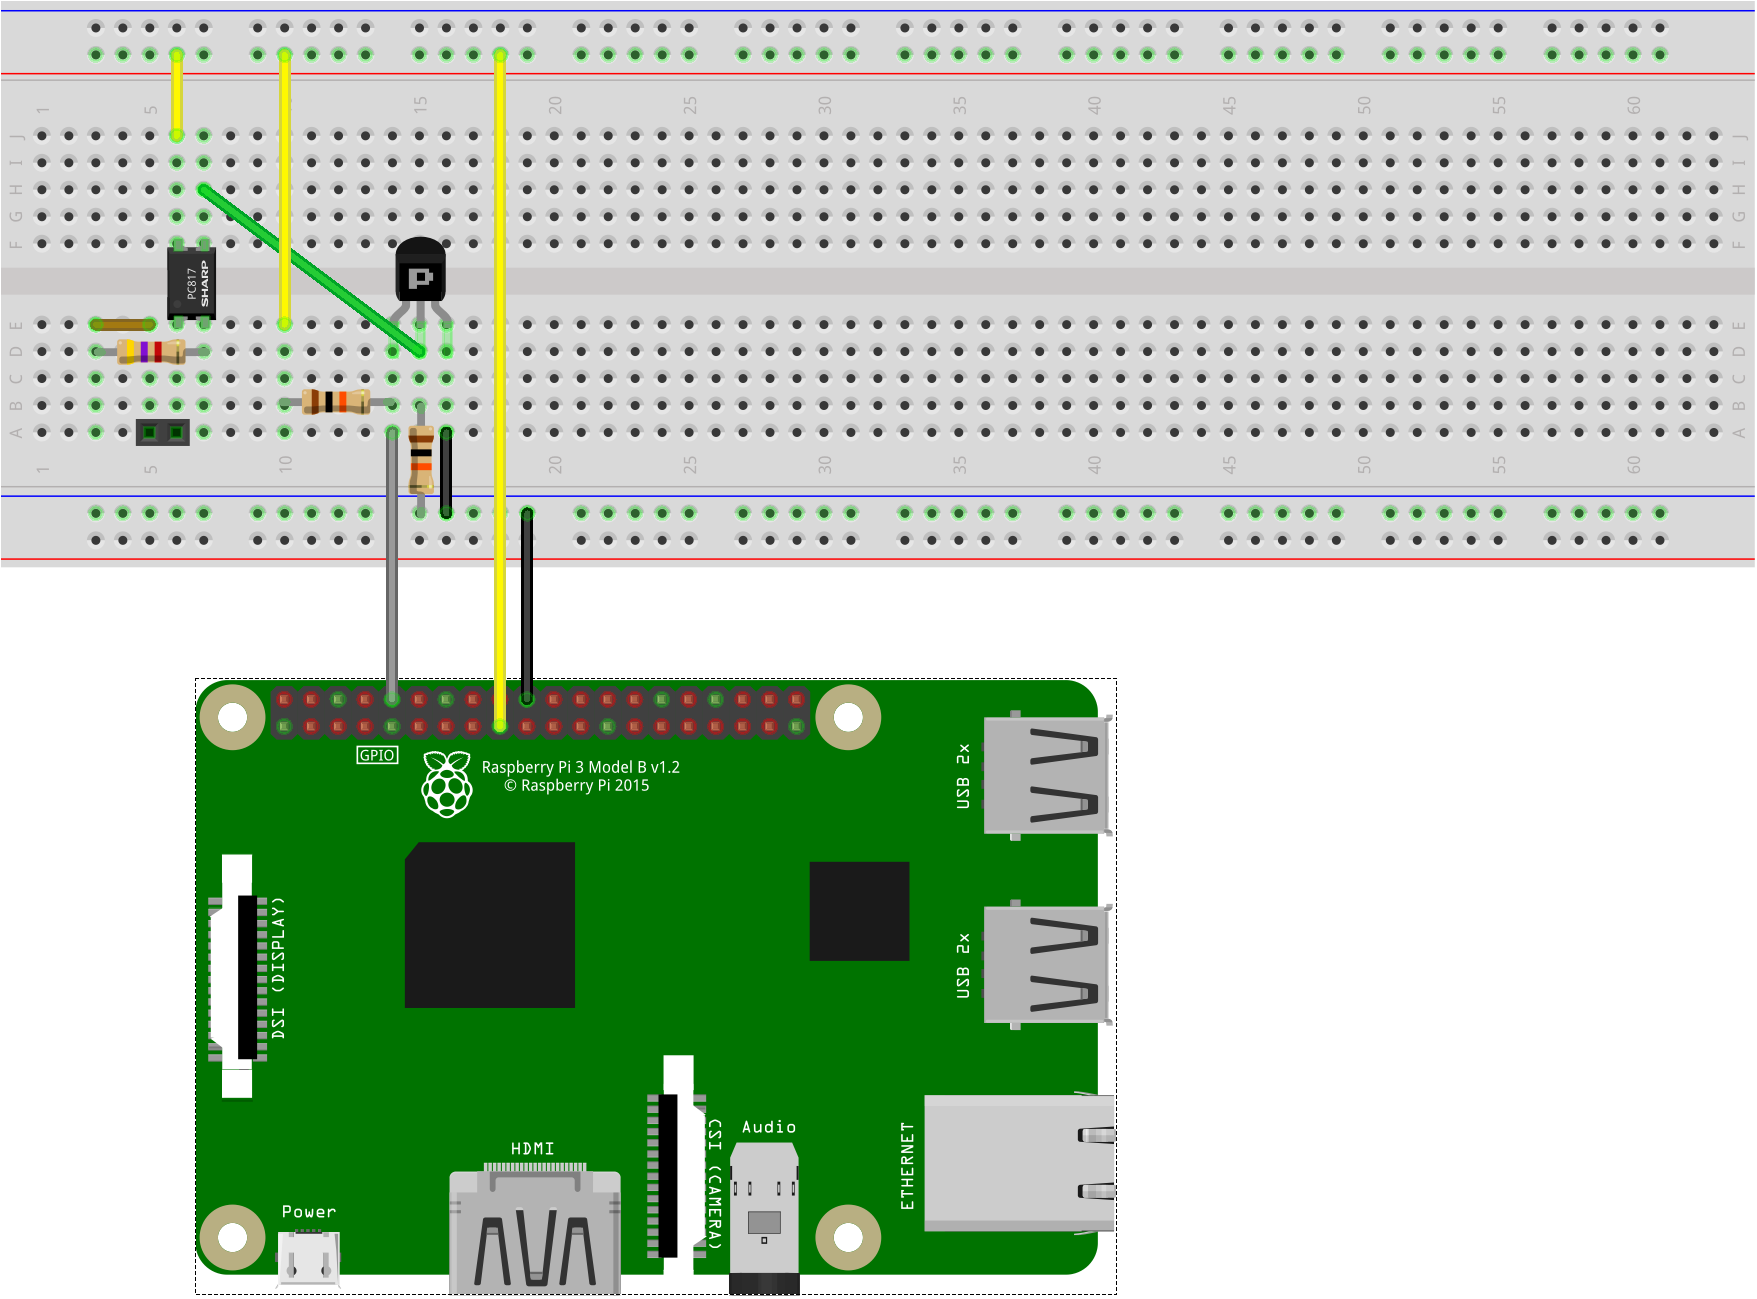 1 5 15 20 25 30 35 40 45 50 55 60
J J
I I
H H
G G
F F
PC817
SHARP
P
E E
D D
C C
B B
A A
1 5 10 15 20 25 30 35 40 45 50 55 60
GPIO
Raspberry Pi 3 Model B v1.2
© Raspberry Pi 2015
USB 2x
DSI (DISPLAY)
USB 2x
CSI (CAMERA)
Audio
HDMI
ETHERNET
Power